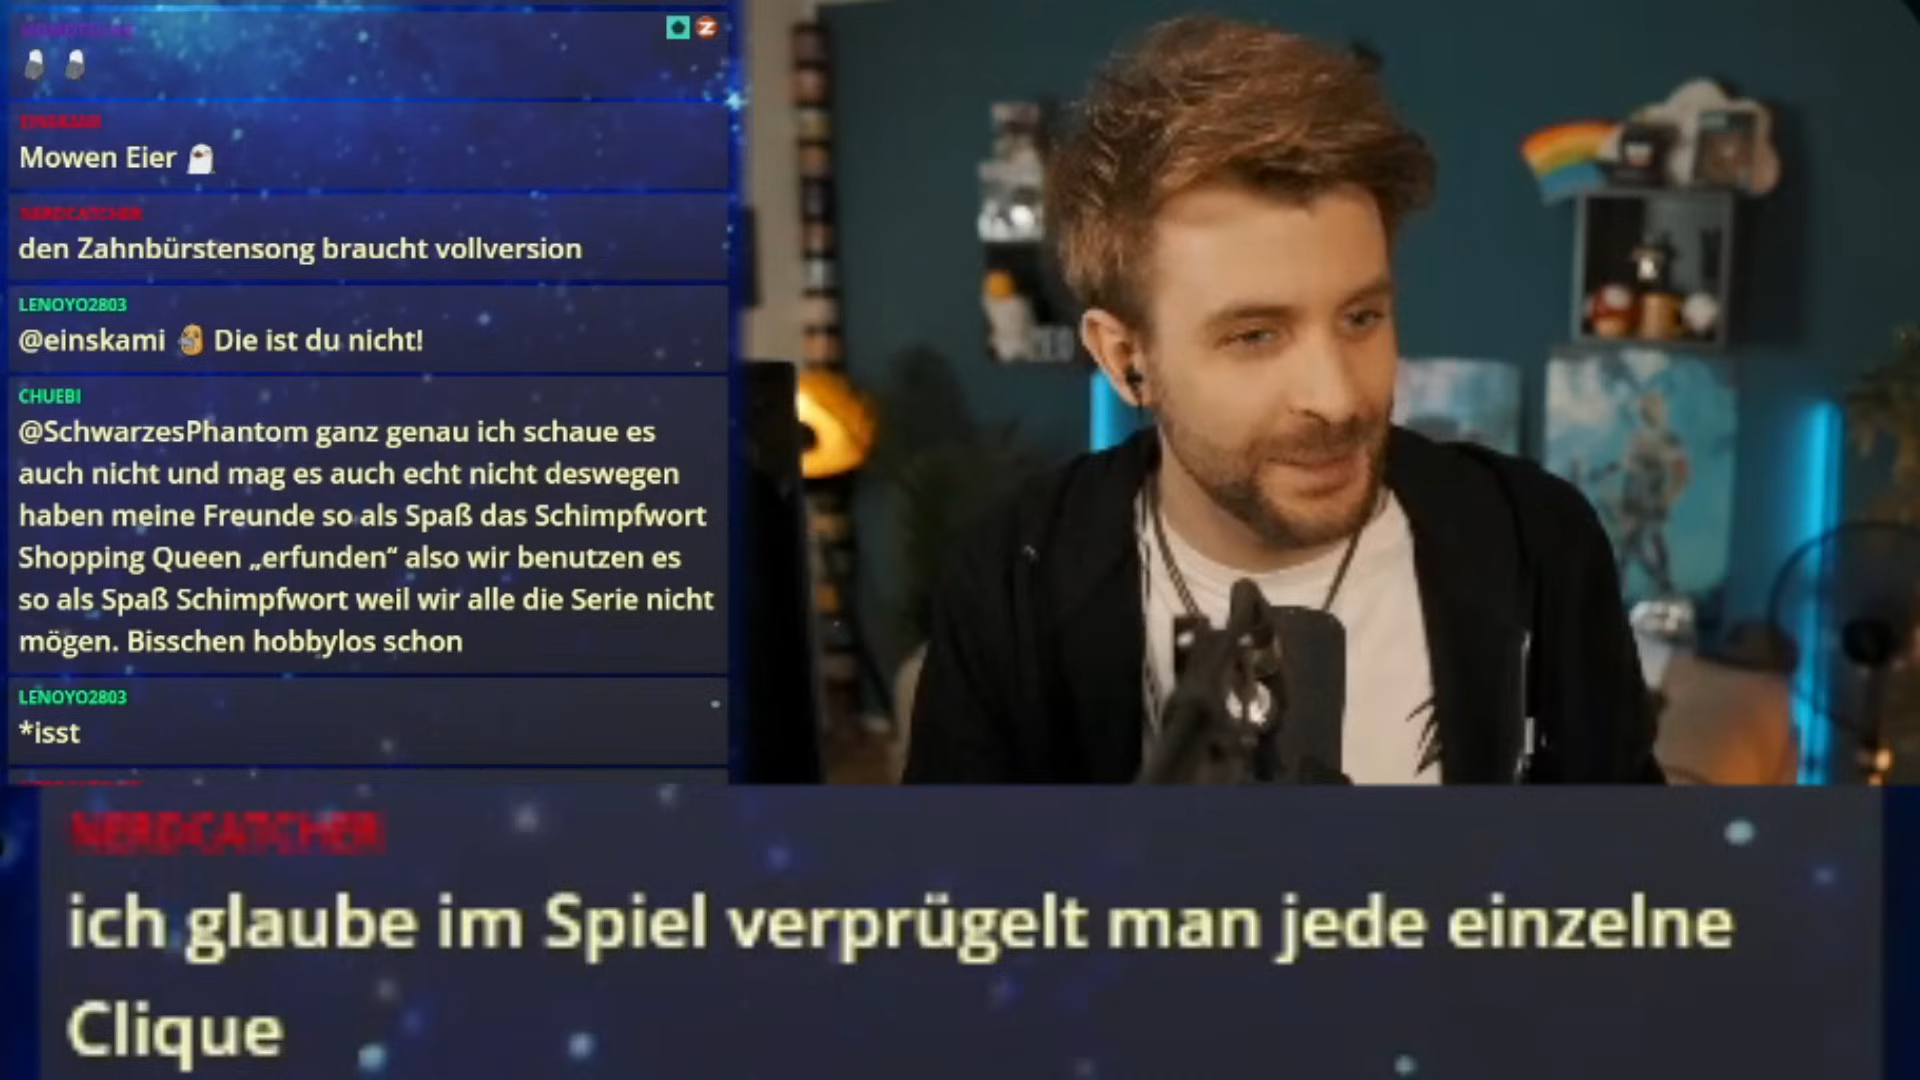 EINSKAMI
Mowen Eier
NERDCATCHER
den Zahnbürstensong braucht vollversion
LENOYO2803
@einskami Die ist du nicht!
CHUEBI
@SchwarzesPhantom ganz genau ich schaue es
auch nicht und mag es auch echt nicht deswegen
haben meine Freunde so als Spaß das Schimpfwort
Shopping Queen „erfunden“ also wir benutzen es
so als Spaß Schimpfwort weil wir alle die Serie nicht
mögen. Bisschen hobbylos schon
LENOYO2803
*isst
NERDCATCHER
ich glaube im Spiel verprügelt man jede einzelne
Clique